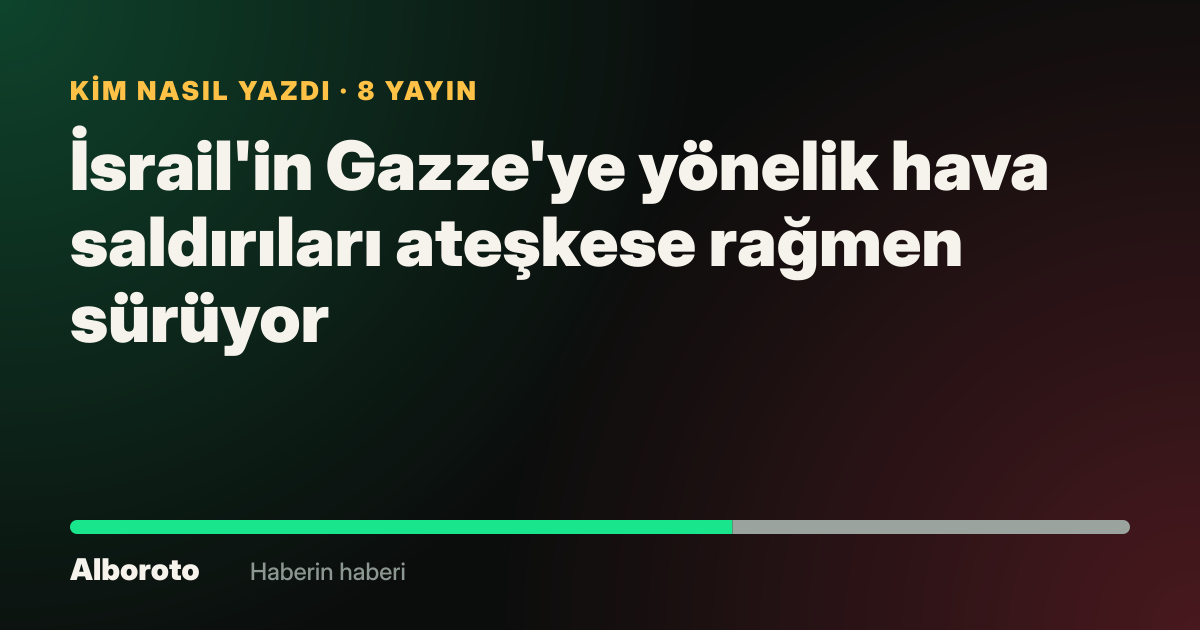 KİM NASIL YAZDI · 8 YAYIN
İsrail'in Gazze'ye yönelik hava
saldırıları ateşkese rağmen
sürüyor
Alboroto Haberin haberi